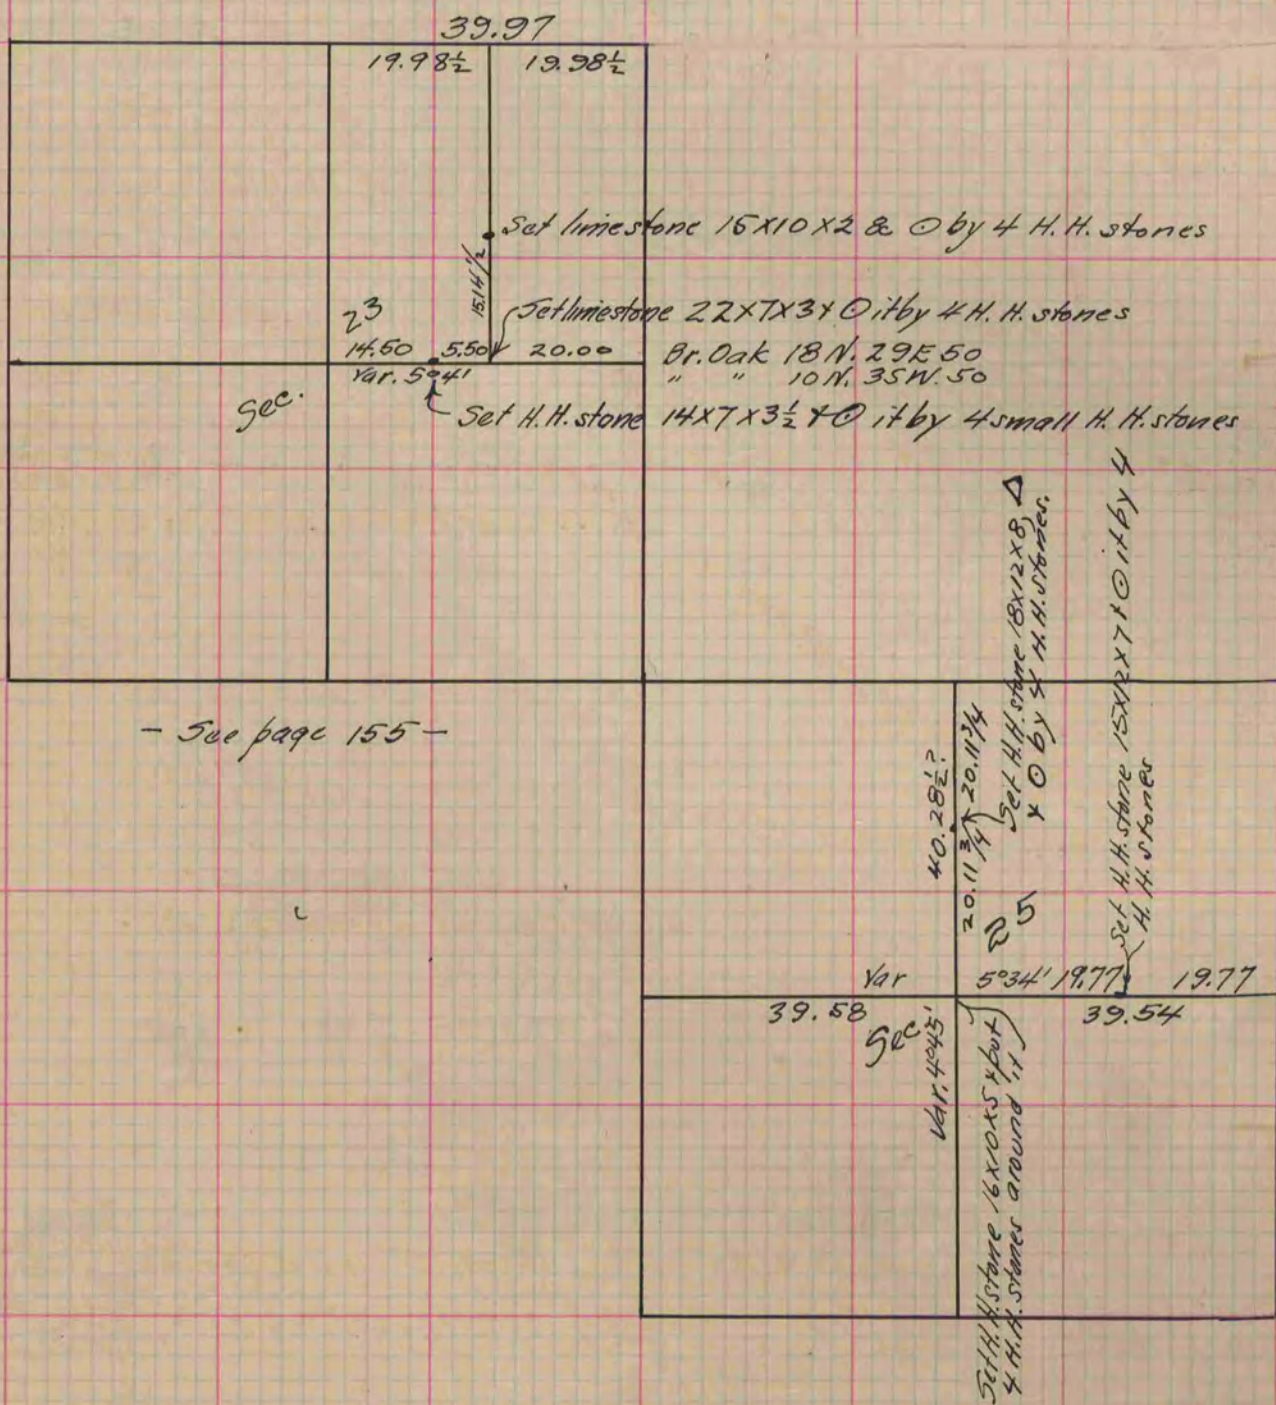 39.97
19.98½ 19.98½
Set limestone 15X10X2 & ⊙ by 4 H.H. stones
15.14½
Set limestone 22X7X3 + ⊙ it by 4 H.H. stones
23
14.50 5.50 20.00
Br. Oak 18 N. 29E 50
" " 10 N. 35W. 50
Var. 5°41'
Sec.
Set H.H. stone 14X7X3½ + ⊙ it by 4 small H.H. stones
- See page 155 -
40.28½?
20.11¾ 20.11¾
Set H.H. stone 18X12X8, Δ
+ ⊙ by 4 H.H. stones.
Set H.H. stone 15X12X7 + ⊙ it by 4
H.H. stones
25
Var 5°34' 19.77 19.77
39.58 39.54
Sec
Var. 4°45'
Set H.H. stone 16X10X5 + put
4 H.H. stones around it